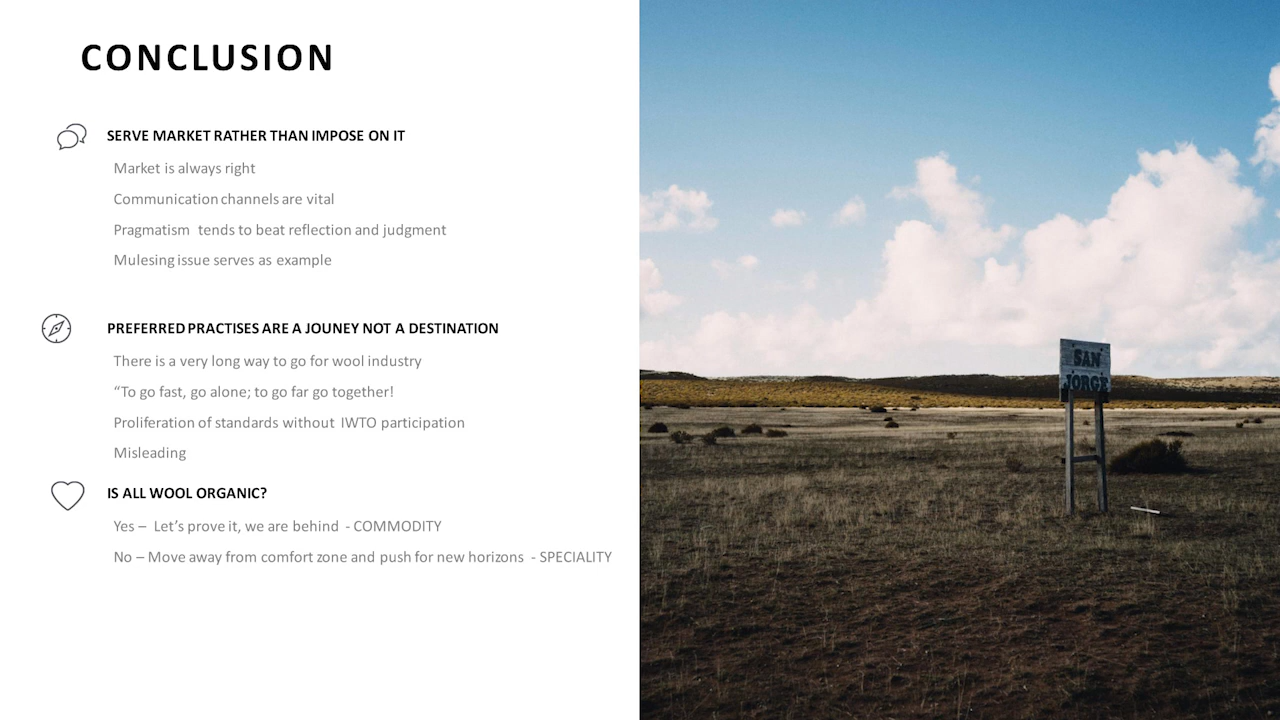 CONCLUSION
SERVE MARKET RATHER THAN IMPOSE ON IT
Market is always right
Communication channels are vital
Pragmatism tends to beat reflection and judgment
Mulesing issue serves as example
PREFERRED PRACTISES ARE A JOUNEY NOT A DESTINATION
There is a very long way to go for wool industry
“To go fast, go alone; to go far go together!
Proliferation of standards without IWTO participation
Misleading
IS ALL WOOL ORGANIC?
Yes – Let’s prove it, we are behind - COMMODITY
No – Move away from comfort zone and push for new horizons - SPECIALITY
SAN
JORGE